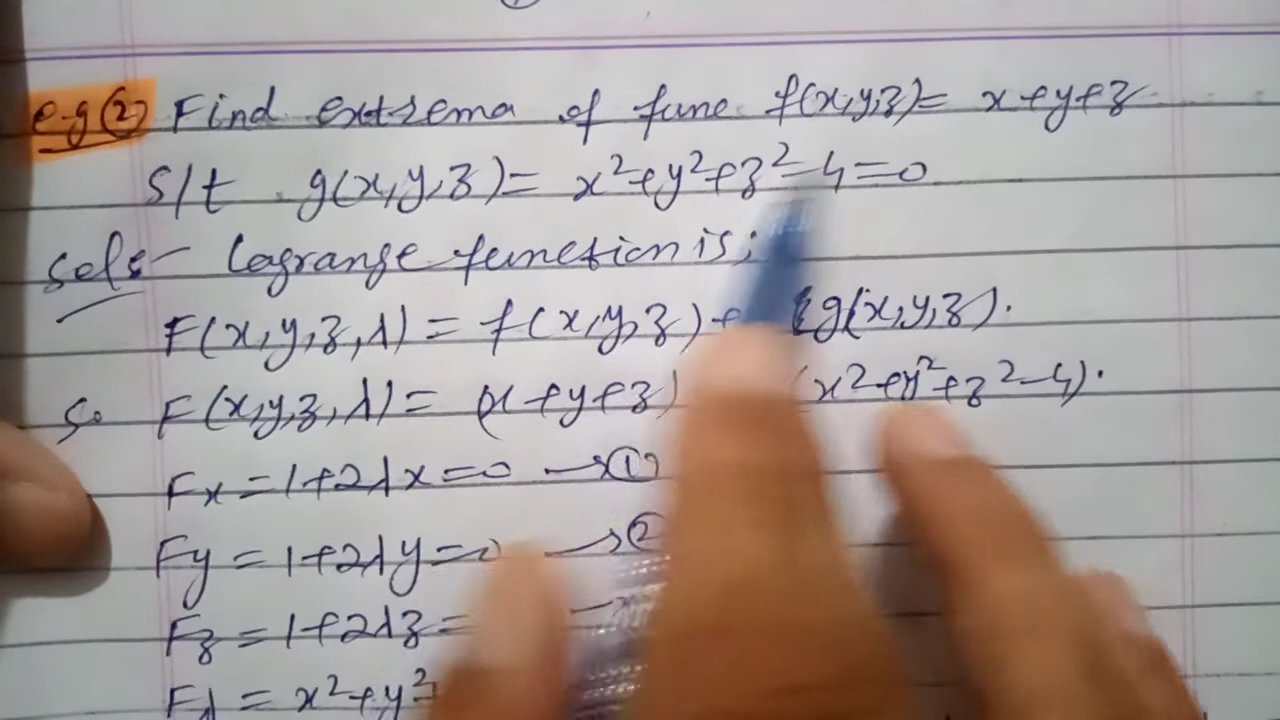 e.g (2) Find extrema of func. f(x,y,z)= x+y+z
S/t g(x,y,z)= x²+y²+z²-4=0
Sol:- Lagrange function is;
F(x,y,z,λ) = f(x,y,z)+ g(x,y,z).
So F(x,y,z,λ) = (x+y+z) (x²+y²+z²-4).
Fx = 1+2λx=0 →①
Fy = 1+2λy=0 →②
Fz = 1+2λz=
Fλ = x²+y²